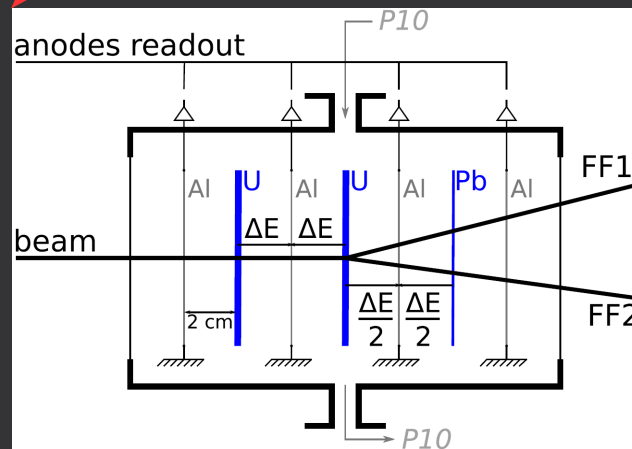 P10
anodes readout
Al
U
Al
U
Al
Pb
Al
FF1
beam
ΔE
ΔE
2 cm
ΔE
2
ΔE
2
FF2
P10